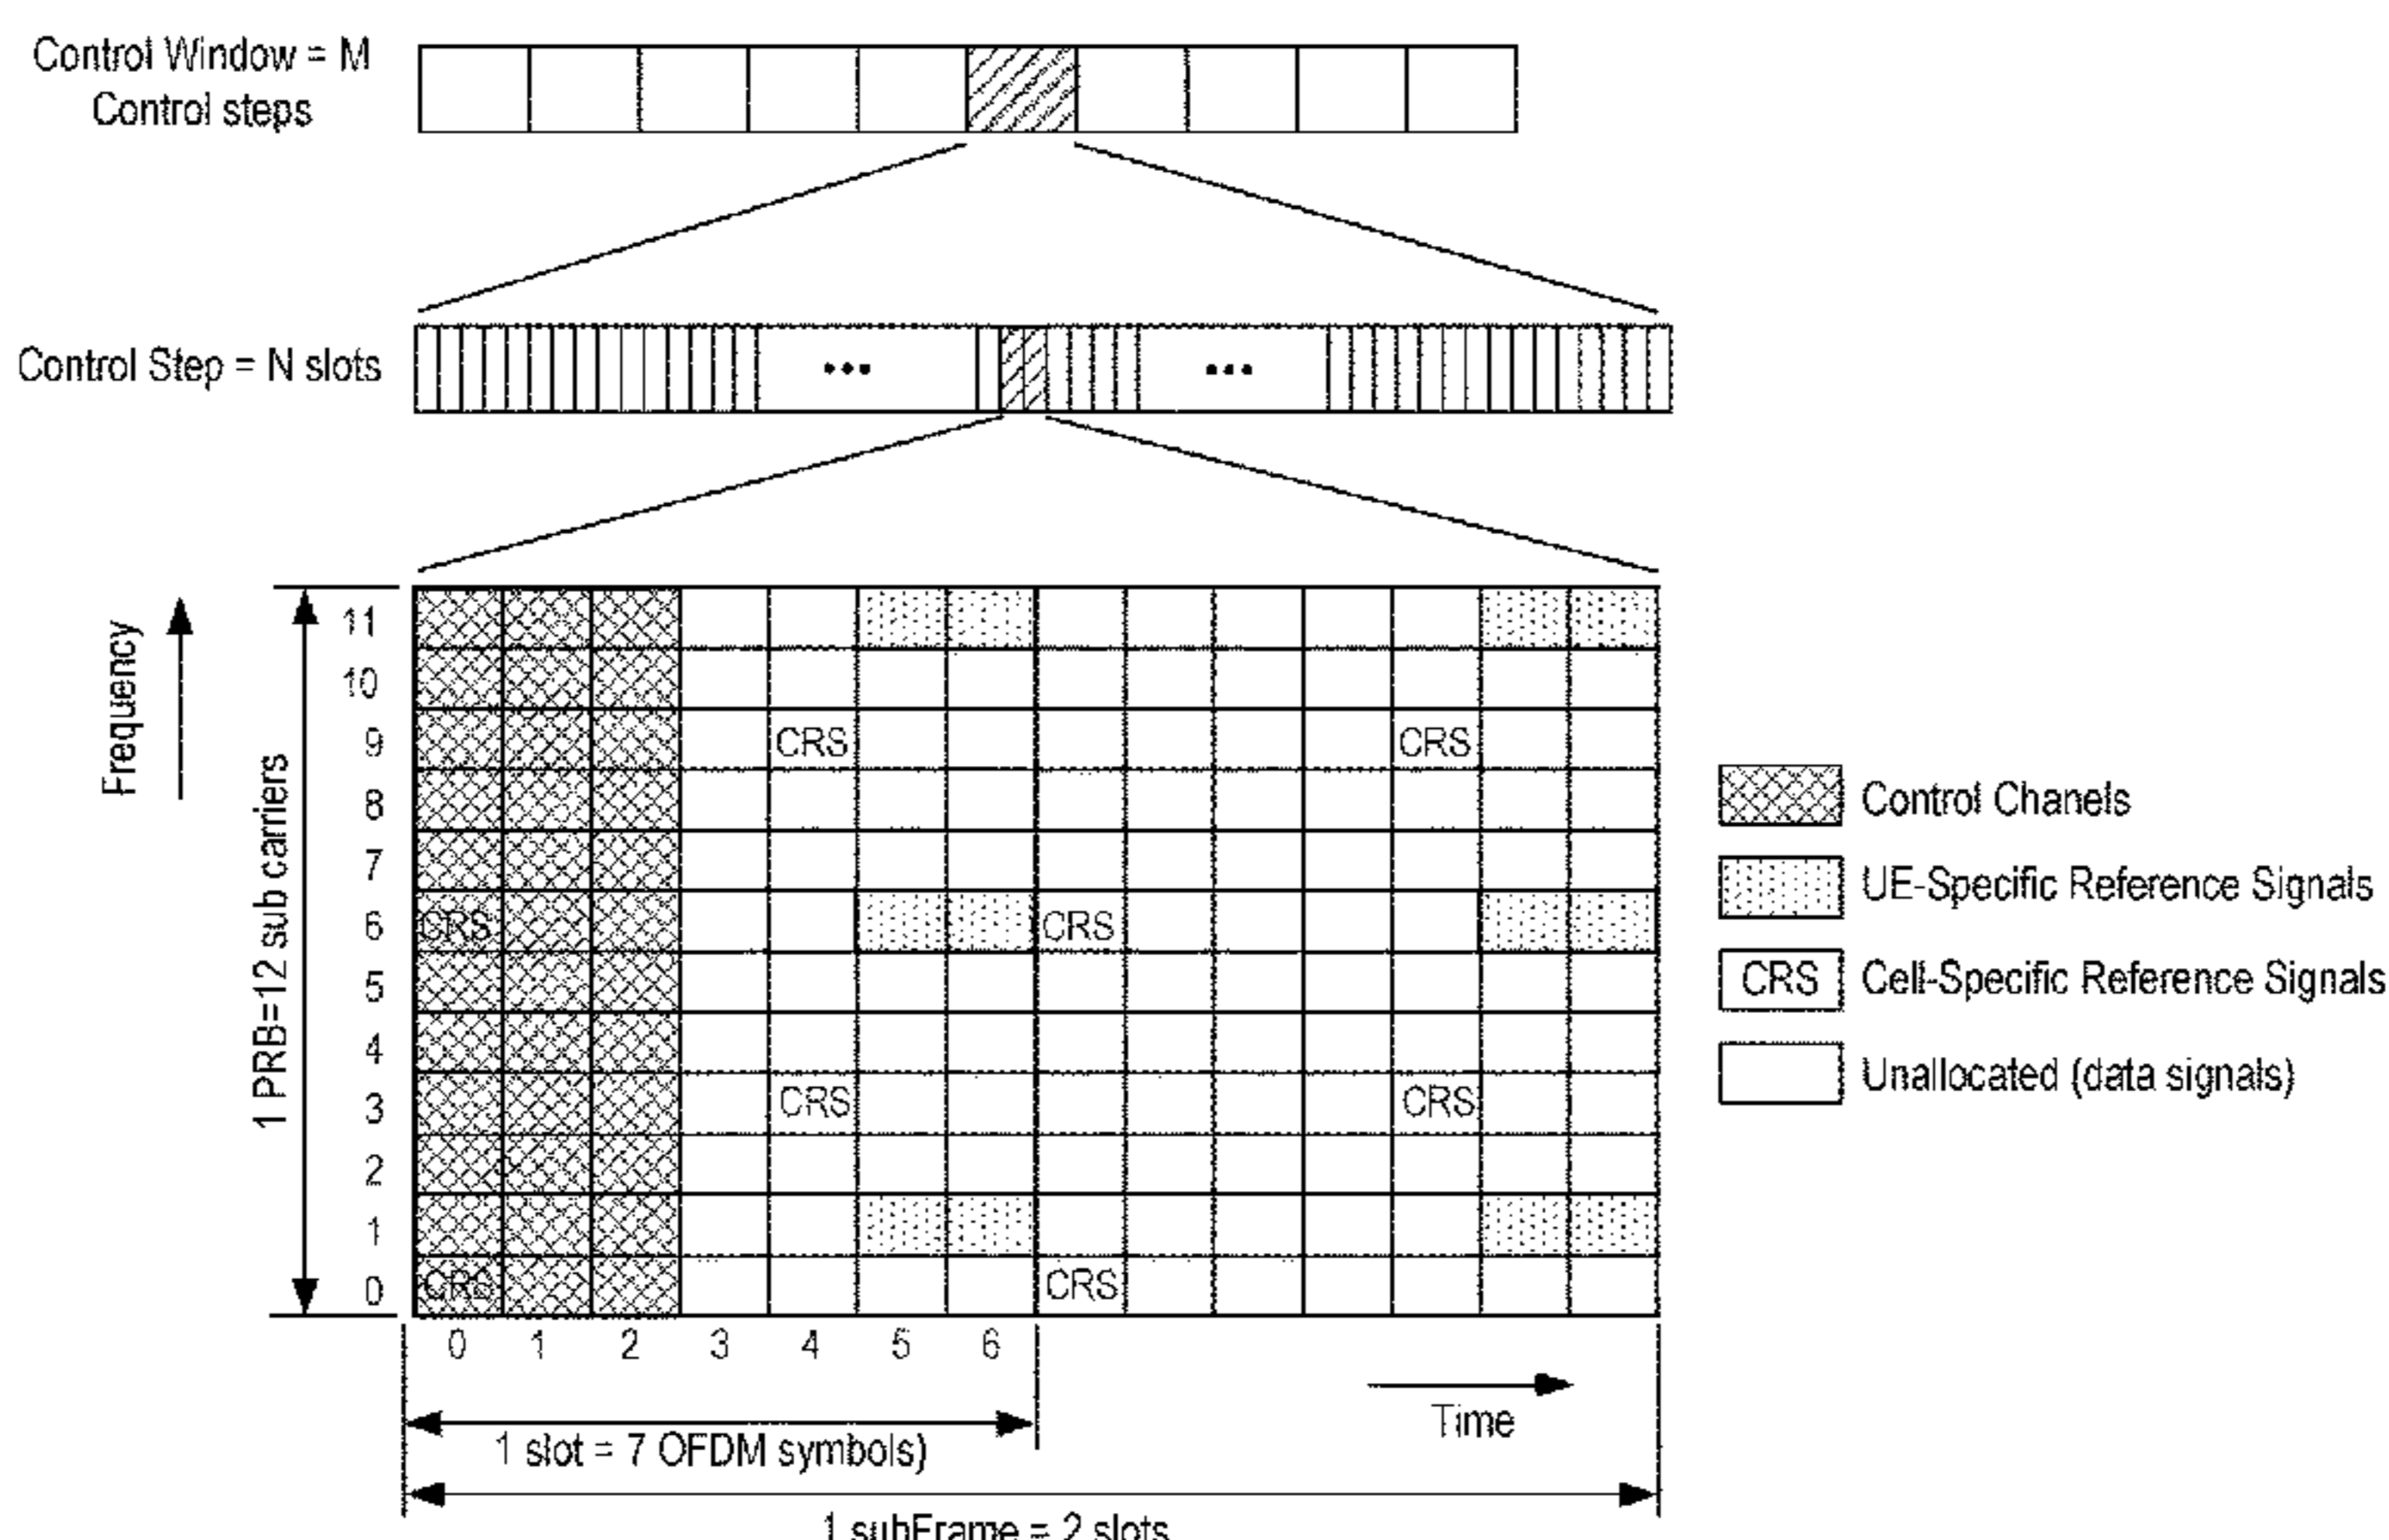 Control Window = M
Control steps
Control Step = N slots
Frequency
1 PRB=12 sub carriers
11
10
9
8
7
6
5
4
3
2
1
0
CRS CRS
CRS CRS
CRS CRS
CRS CRS
0 1 2 3 4 5 6
Time
1 slot = 7 OFDM symbols)
1 subFrame = 2 slots
Control Chanels
UE-Specific Reference Signals
CRS Cell-Specific Reference Signals
Unallocated (data signals)